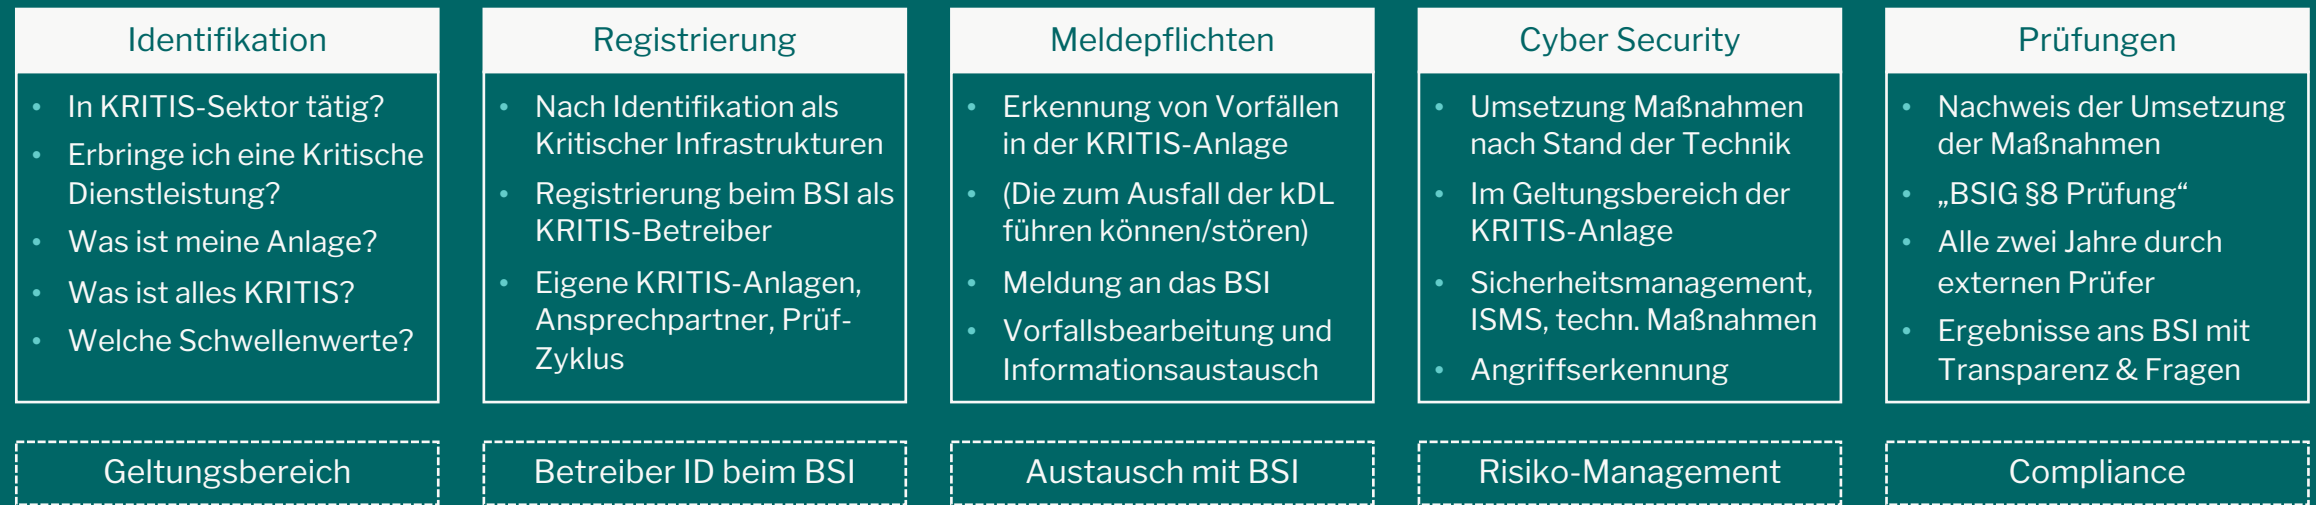 Identifikation
• In KRITIS-Sektor tätig?
• Erbringe ich eine Kritische
Dienstleistung?
• Was ist meine Anlage?
• Was ist alles KRITIS?
• Welche Schwellenwerte?
Geltungsbereich
Registrierung
• Nach Identifikation als
Kritischer Infrastrukturen
• Registrierung beim BSI als
KRITIS-Betreiber
• Eigene KRITIS-Anlagen,
Ansprechpartner, Prüf-
Zyklus
Betreiber ID beim BSI
Meldepflichten
• Erkennung von Vorfällen
in der KRITIS-Anlage
• (Die zum Ausfall der kDL
führen können/stören)
• Meldung an das BSI
• Vorfallsbearbeitung und
Informationsaustausch
Austausch mit BSI
Cyber Security
• Umsetzung Maßnahmen
nach Stand der Technik
• Im Geltungsbereich der
KRITIS-Anlage
• Sicherheitsmanagement,
ISMS, techn. Maßnahmen
• Angriffserkennung
Risiko-Management
Prüfungen
• Nachweis der Umsetzung
der Maßnahmen
• „BSIG §8 Prüfung“
• Alle zwei Jahre durch
externen Prüfer
• Ergebnisse ans BSI mit
Transparenz & Fragen
Compliance